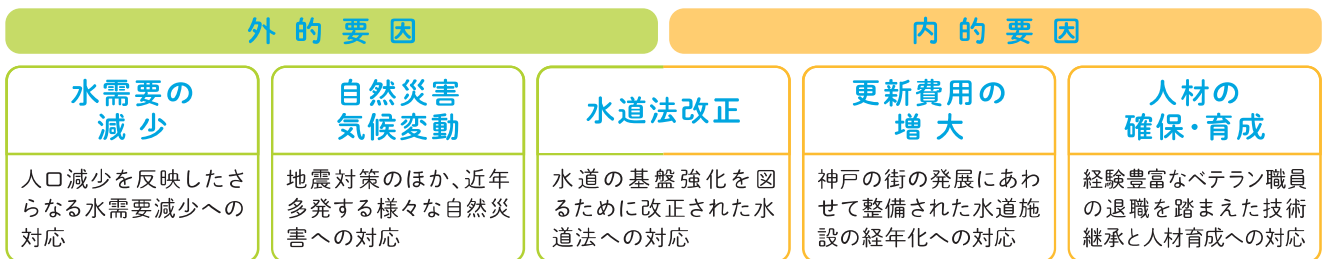 外的要因
内的要因
水需要の
減少
人口減少を反映したさ
らなる水需要減少への
対応
自然災害
気候変動
地震対策のほか、近年
多発する様々な自然災
害への対応
水道法改正
水道の基盤強化を図
るために改正された水
道法への対応
更新費用の
増大
神戸の街の発展にあわ
せて整備された水道施
設の経年化への対応
人材の
確保・育成
経験豊富なベテラン職員
の退職を踏まえた技術
継承と人材育成への対応